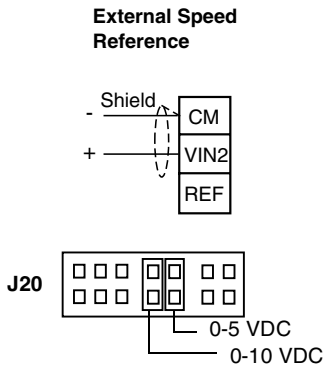 External Speed
Reference
Shield
-
CM
+
VIN2
REF
J20
0-5 VDC
0-10 VDC